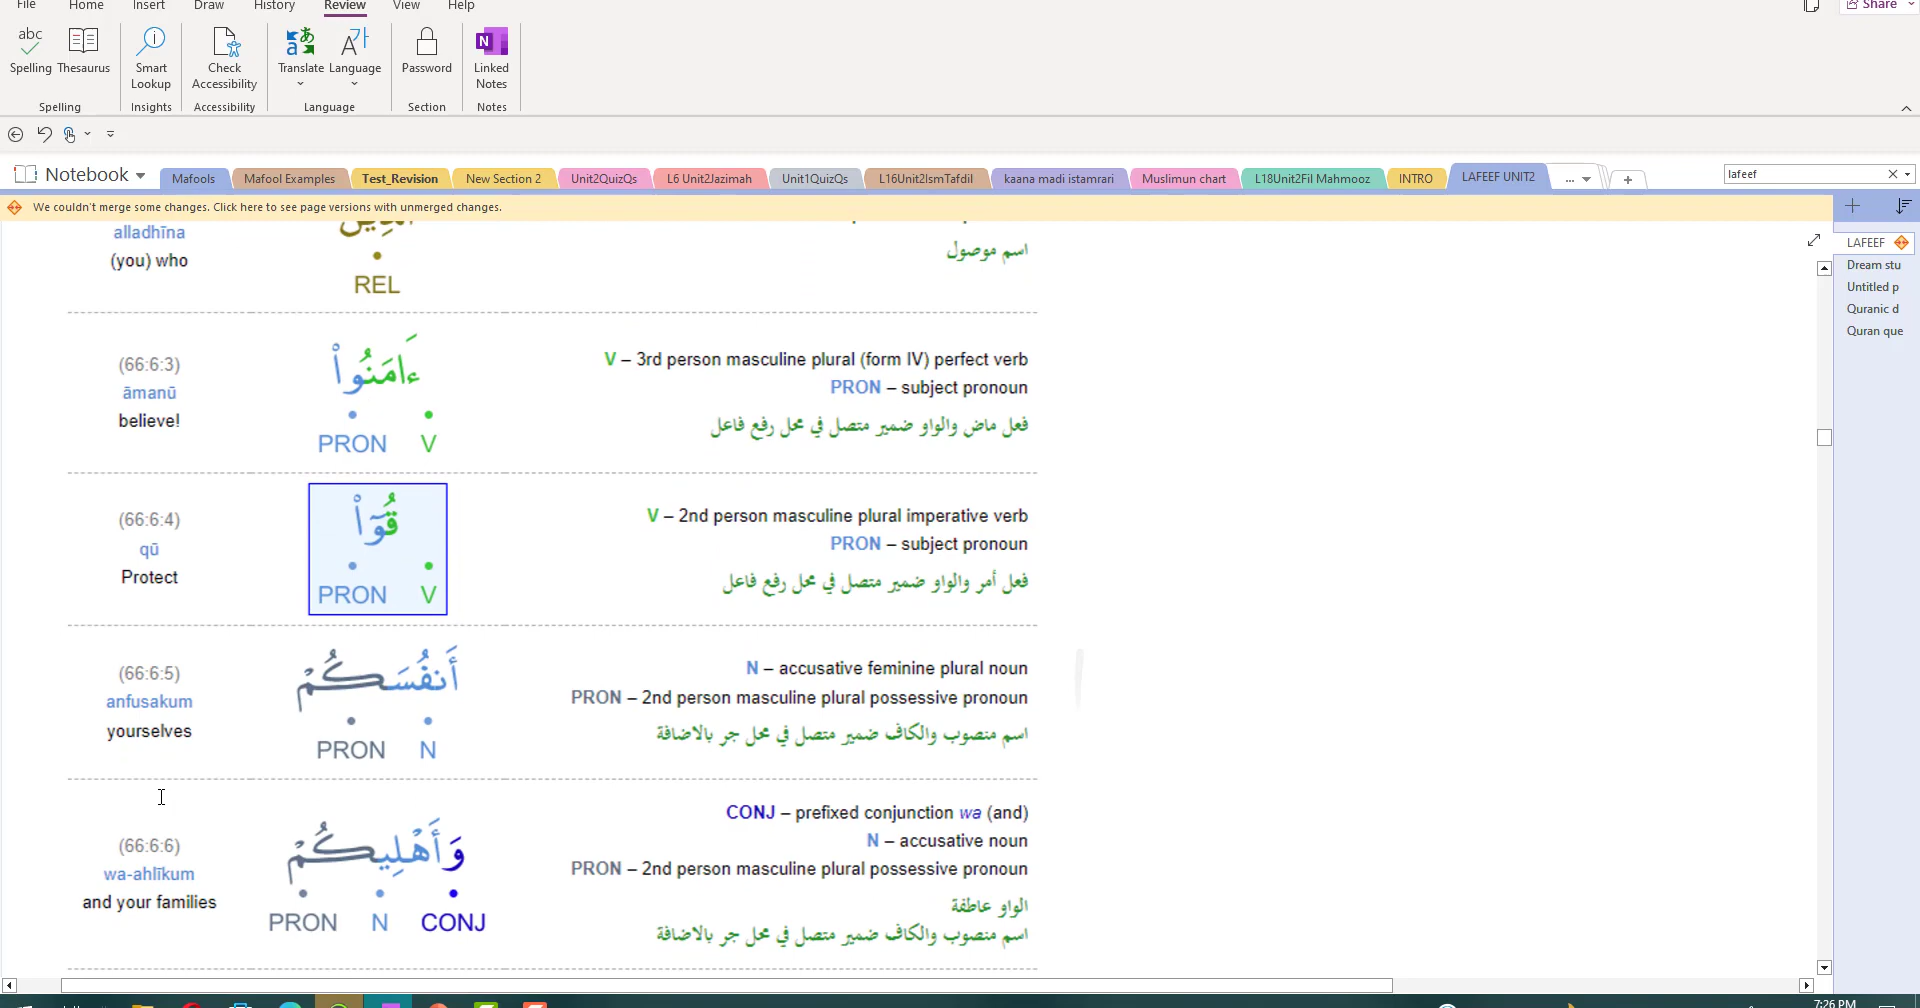 File Home Insert Draw History Review View Help
Share
abc
Spelling Thesaurus Smart Lookup Check Accessibility Translate Language Password Linked Notes
Spelling Insights Accessibility Language Section Notes
Notebook Mafools Mafool Examples Test_Revision New Section 2 Unit2QuizQs L6 Unit2Jazimah Unit1QuizQs L16Unit2IsmTafdil kaana madi istamrari Muslimun chart L18Unit2Fil Mahmooz INTRO LAFEEF UNIT2 ...
lafeef
We couldn't merge some changes. Click here to see page versions with unmerged changes.
LAFEEF
Dream stu
Untitled p
Quranic d
Quran que
alladhīna
(you) who
REL
اسم موصول
(66:6:3)
āmanū
believe!
ءَامَنُوا۟
PRON V
V – 3rd person masculine plural (form IV) perfect verb
PRON – subject pronoun
فعل ماض والواو ضمير متصل في محل رفع فاعل
(66:6:4)
qū
Protect
قُوٓا۟
PRON V
V – 2nd person masculine plural imperative verb
PRON – subject pronoun
فعل أمر والواو ضمير متصل في محل رفع فاعل
(66:6:5)
anfusakum
yourselves
أَنفُسَكُمْ
PRON N
N – accusative feminine plural noun
PRON – 2nd person masculine plural possessive pronoun
اسم منصوب والكاف ضمير متصل في محل جر بالاضافة
(66:6:6)
wa-ahlīkum
and your families
وَأَهْلِيكُمْ
PRON N CONJ
CONJ – prefixed conjunction wa (and)
N – accusative noun
PRON – 2nd person masculine plural possessive pronoun
الواو عاطفة
اسم منصوب والكاف ضمير متصل في محل جر بالاضافة
7:26 PM